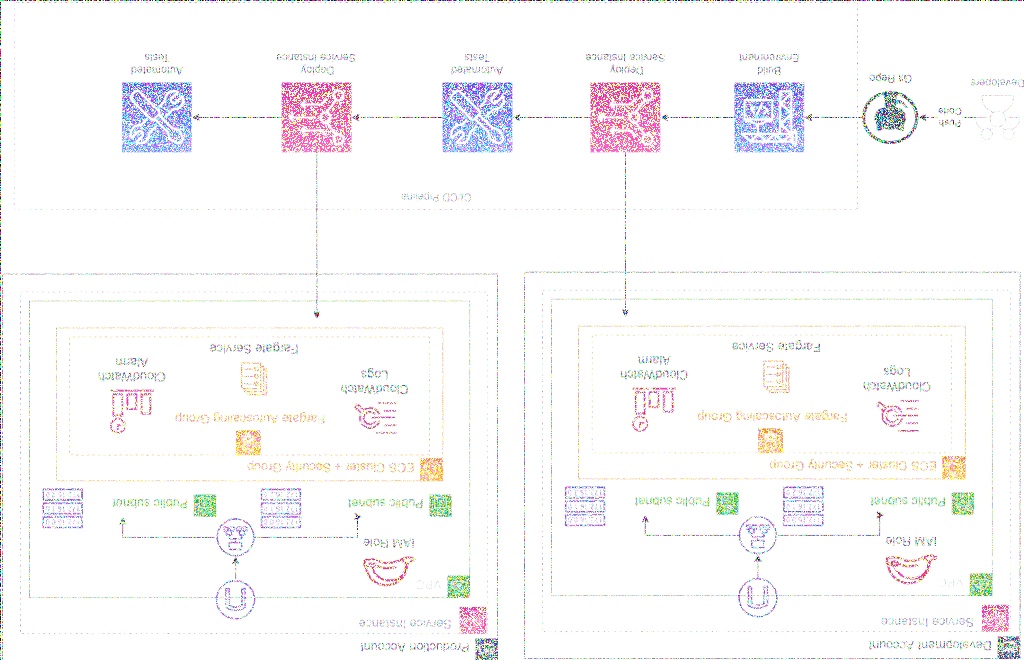 Development Account
Service Instance
VPC
IAM Role
Public subnet
Public subnet
ECS Cluster + Security Group
Fargate Autoscaling Group
CloudWatch
Logs
Fargate Service
CloudWatch
Alarm
Production Account
Service Instance
VPC
IAM Role
Public subnet
Public subnet
ECS Cluster + Security Group
Fargate Autoscaling Group
CloudWatch
Logs
Fargate Service
CloudWatch
Alarm
CI/CD Pipeline
Developers
Push
Code
Git Repo
Build
Environment
Deploy
Service Instance
Automated
Tests
Deploy
Service Instance
Automated
Tests